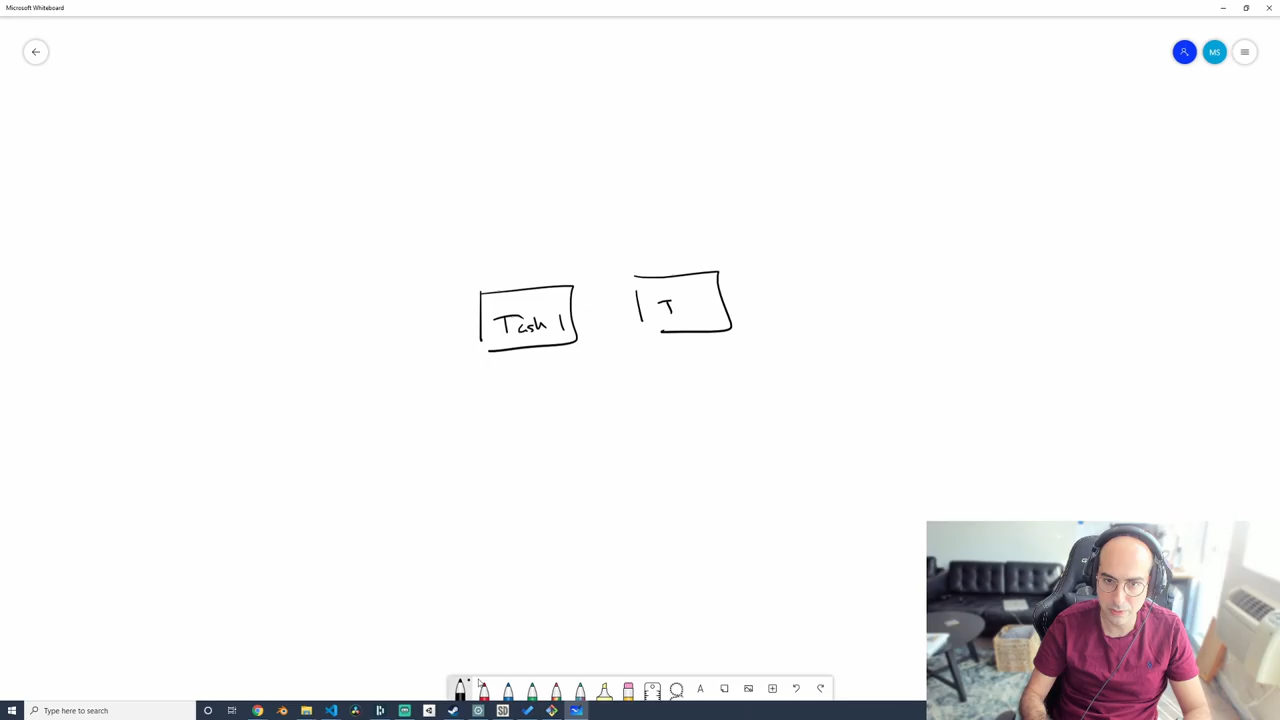 Microsoft Whiteboard
MS
Task 1
T
A
Type here to search